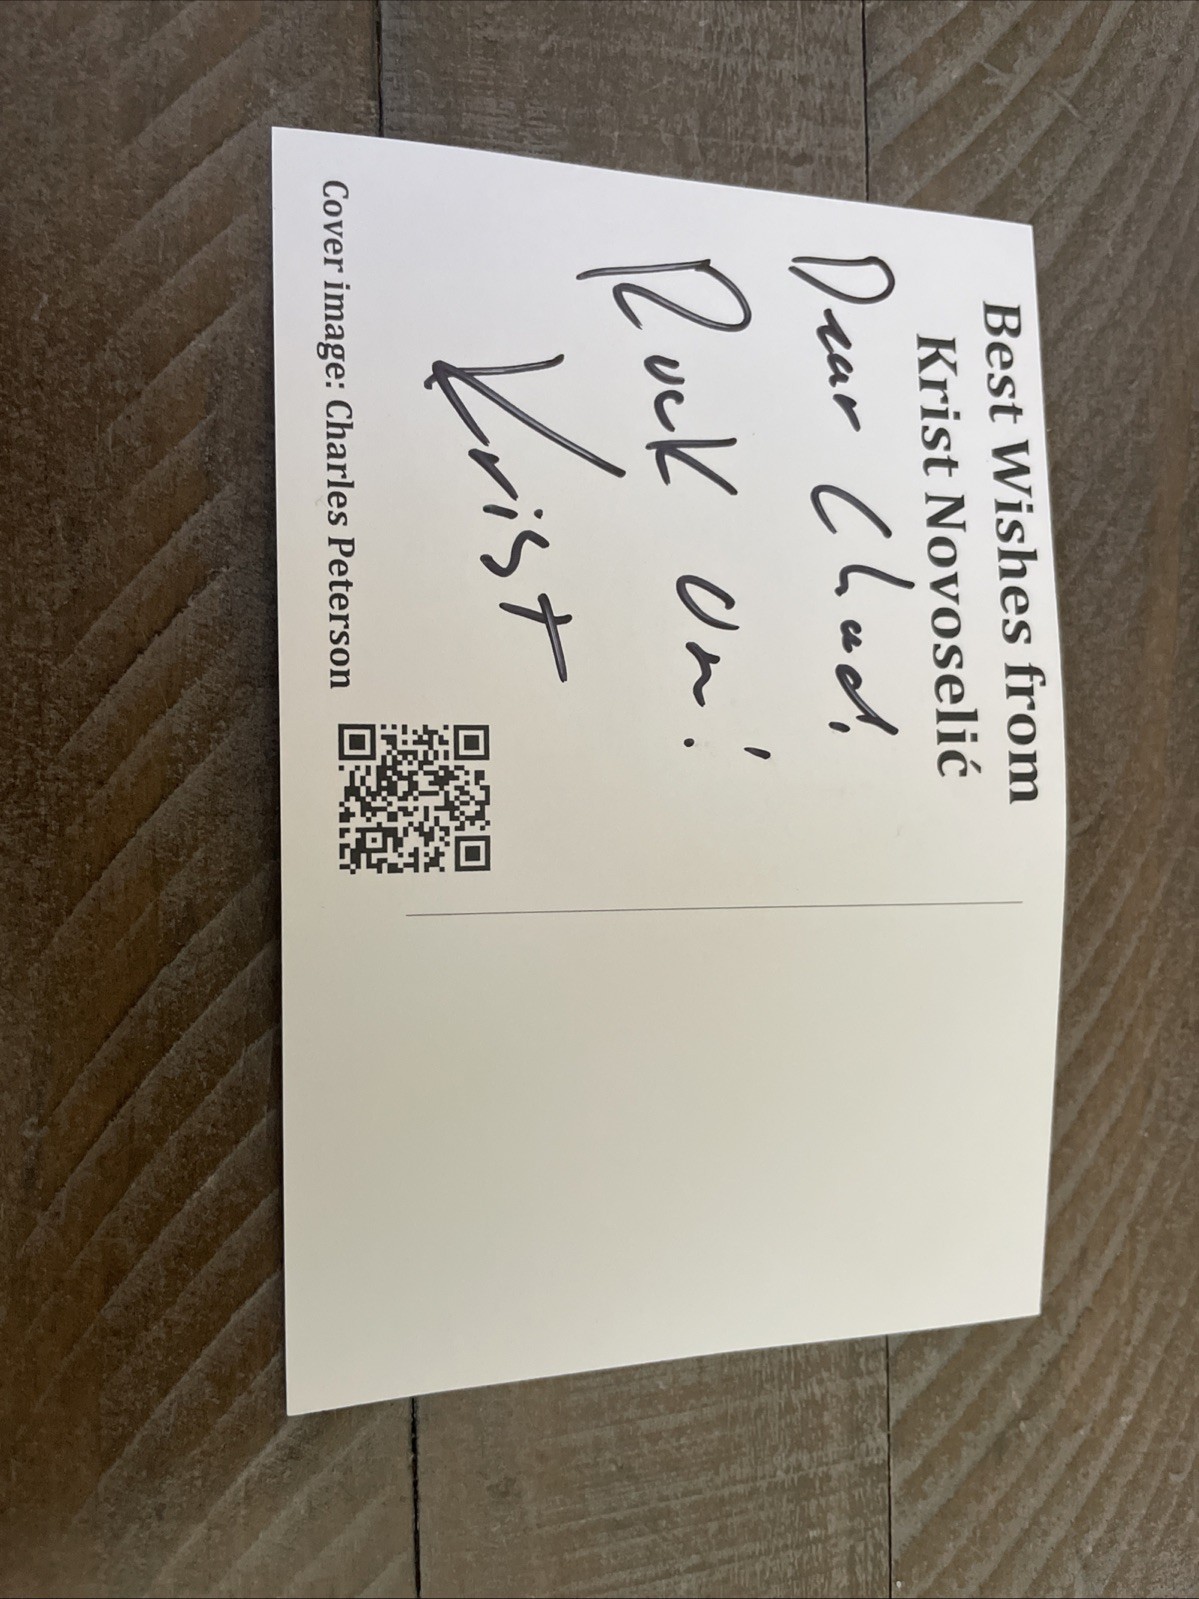 Best Wishes from
Krist Novoselić
Dear Chad,
Rock on!
Krist
Cover image: Charles Peterson